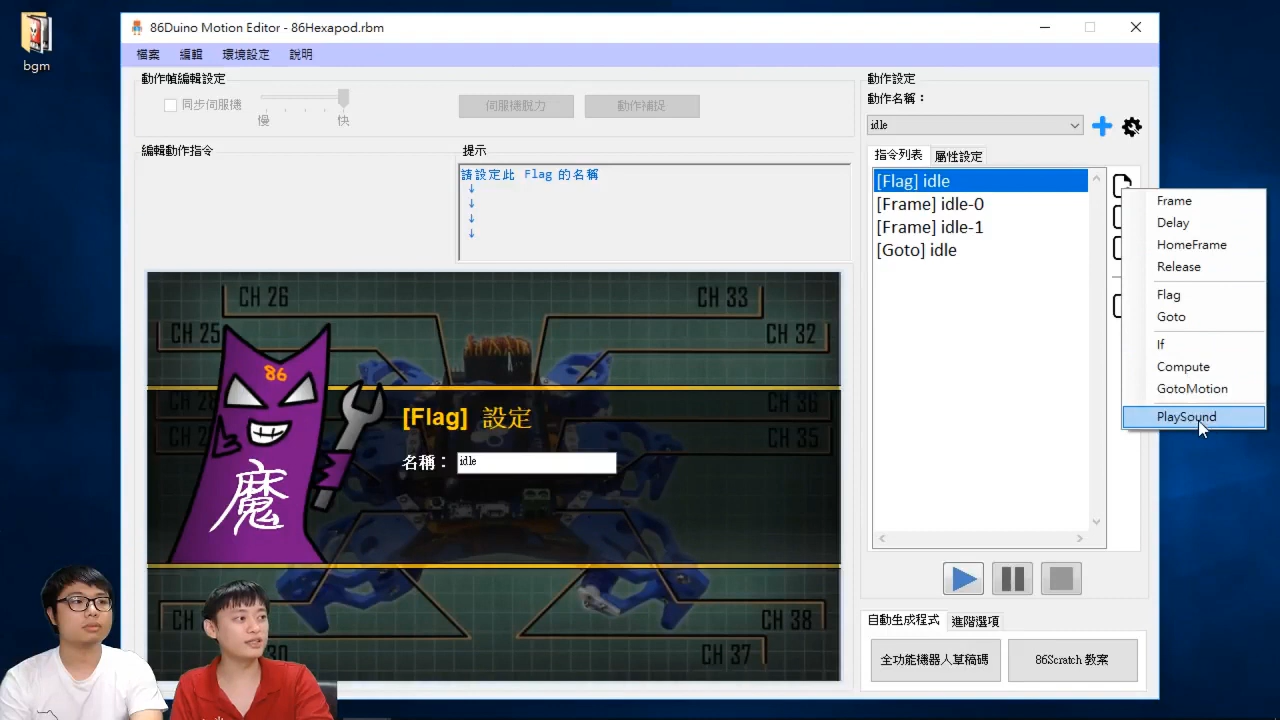 bgm
86Duino Motion Editor - 86Hexapod.rbm
檔案 編輯 環境設定 說明
動作幀編輯設定
同步伺服機
慢 快
伺服機脫力
動作捕捉
編輯動作指令
提示
請設定此 Flag 的名稱
↓
↓
↓
↓
CH 26
CH 33
CH 25
CH 32
CH 28
CH 36
CH 35
86
[Flag] 設定
名稱： idle
魔
CH 38
CH 37
30
動作設定
動作名稱：
idle
指令列表 屬性設定
[Flag] idle
[Frame] idle-0
[Frame] idle-1
[Goto] idle
Frame
Delay
HomeFrame
Release
Flag
Goto
If
Compute
GotoMotion
PlaySound
自動生成程式 進階選項
全功能機器人草稿碼
86Scratch 教案